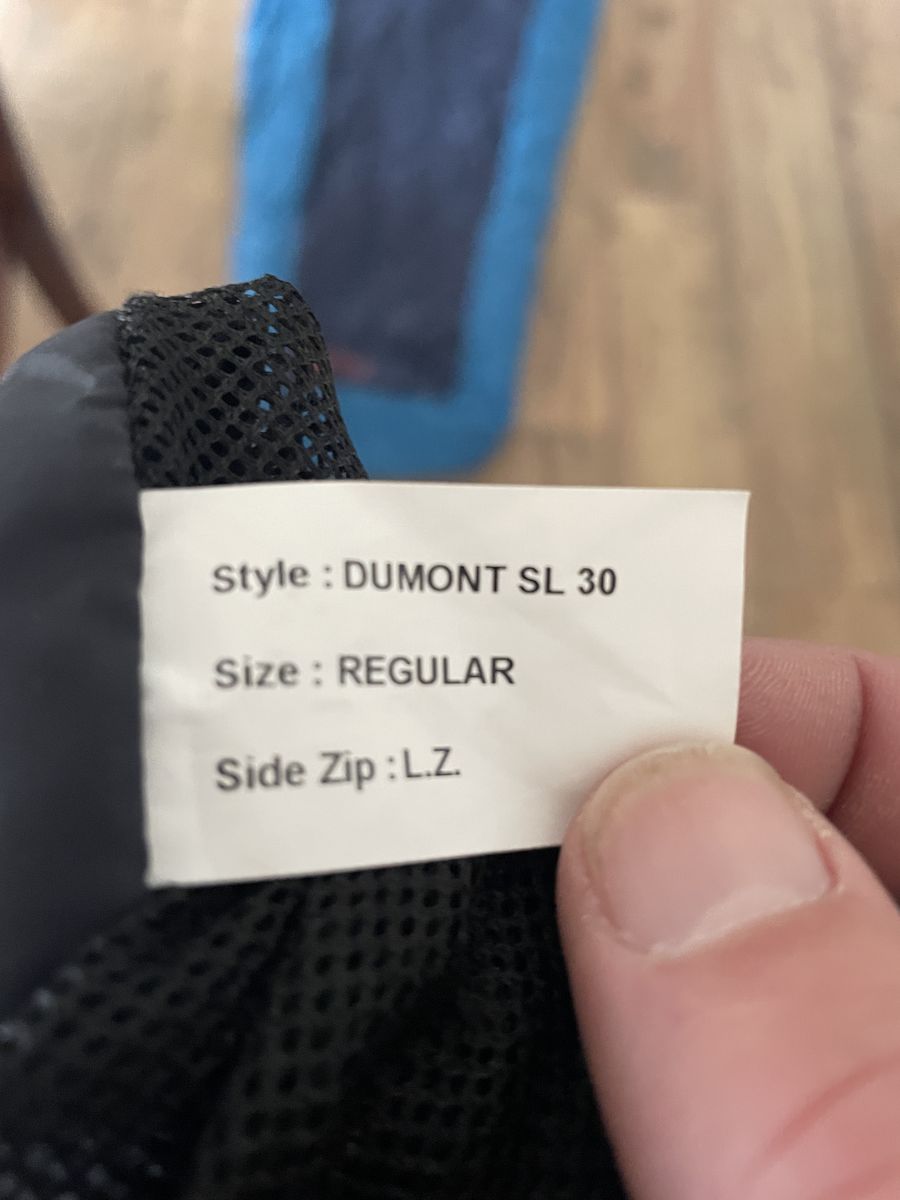 Style : DUMONT SL 30
Size : REGULAR
Side Zip : L.Z.